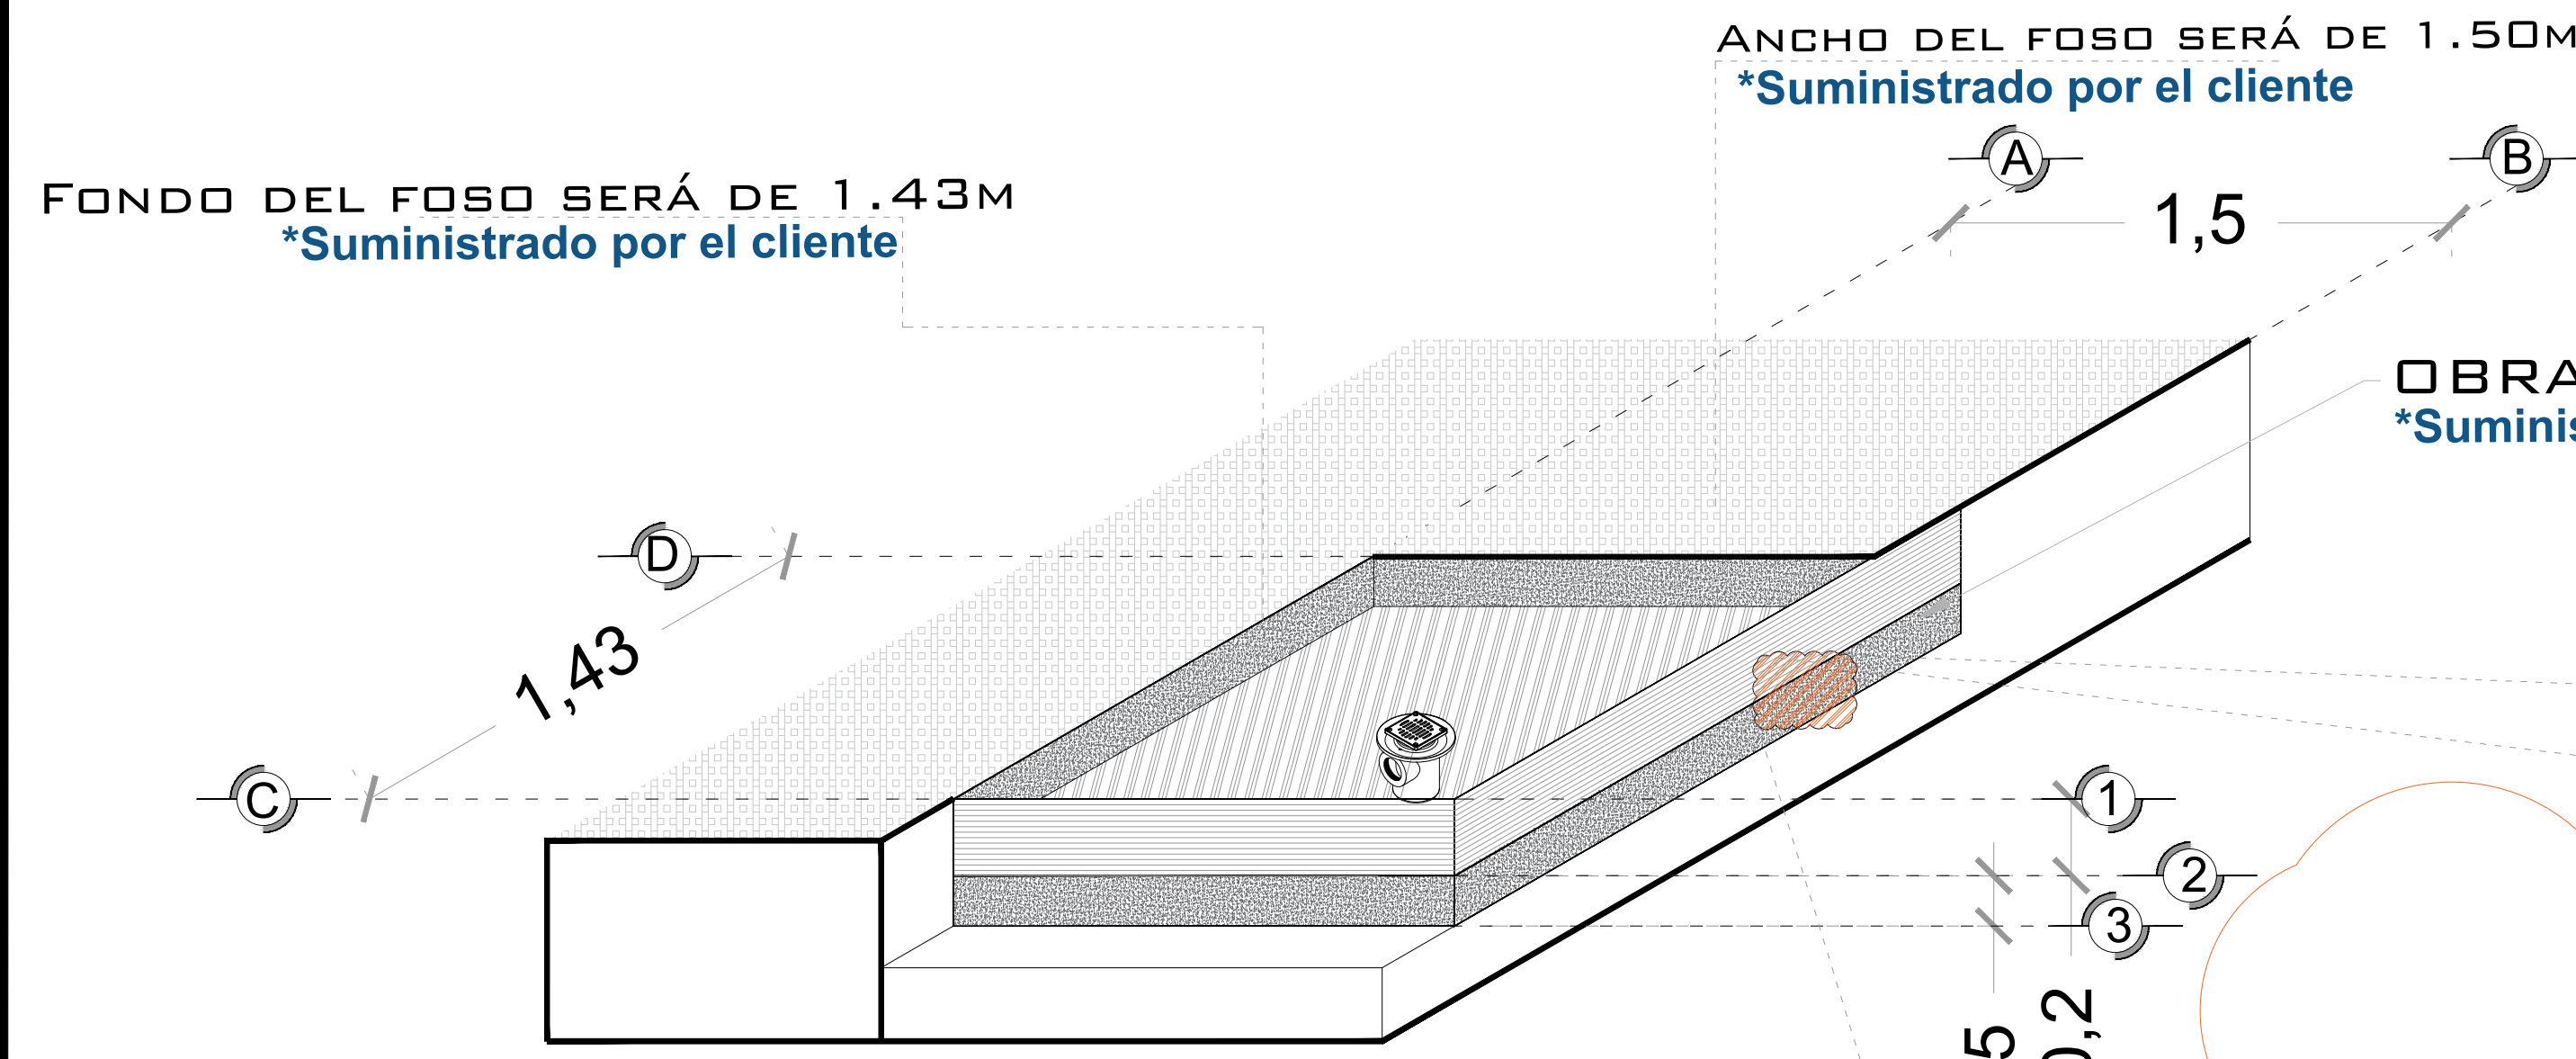 ANCHO DEL FOSO SERÁ DE 1.50M
*Suministrado por el cliente
A
B
1,5
FONDO DEL FOSO SERÁ DE 1.43M
*Suministrado por el cliente
OBRA
D
1,43
C
1
2
3